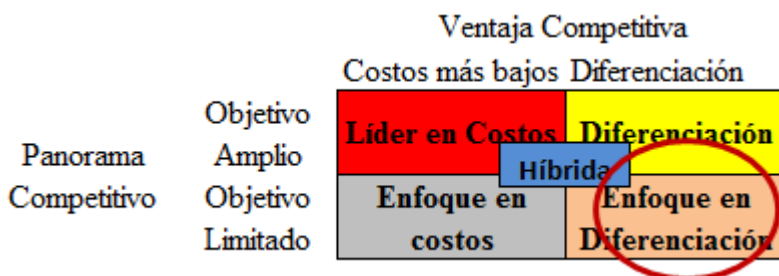 Ventaja Competitiva
Costos más bajos Diferenciación
Panorama
Competitivo
Objetivo
Amplio
Líder en Costos
Diferenciación
Híbrida
Objetivo
Limitado
Enfoque en
costos
Enfoque en
Diferenciación